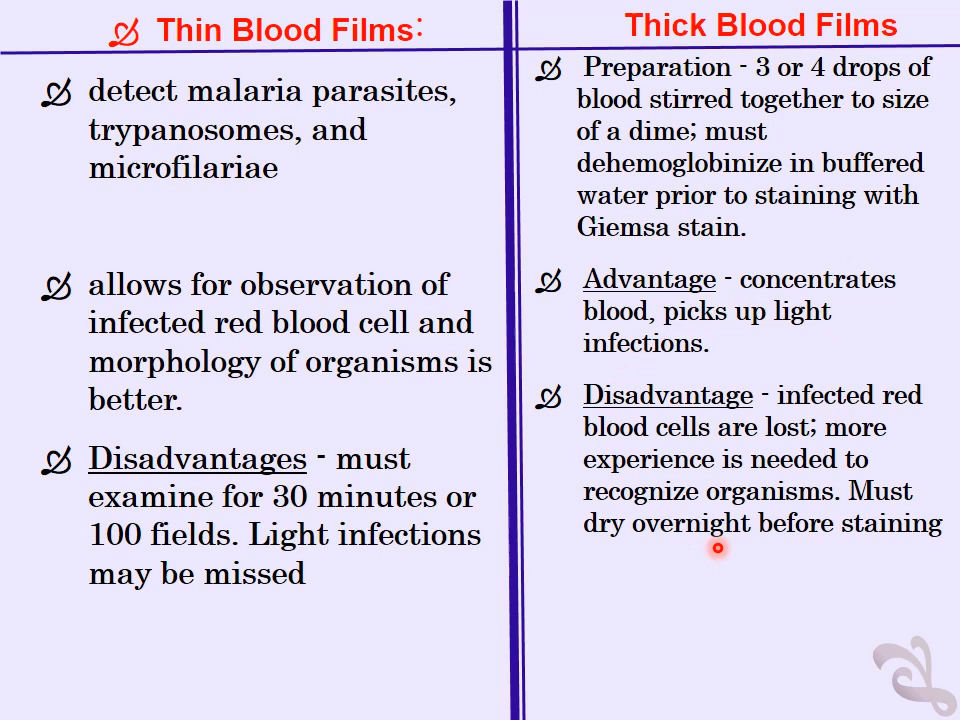 Thin Blood Films:
detect malaria parasites,
trypanosomes, and
microfilariae
allows for observation of
infected red blood cell and
morphology of organisms is
better.
Disadvantages - must
examine for 30 minutes or
100 fields. Light infections
may be missed
Thick Blood Films
Preparation - 3 or 4 drops of
blood stirred together to size
of a dime; must
dehemoglobinize in buffered
water prior to staining with
Giemsa stain.
Advantage - concentrates
blood, picks up light
infections.
Disadvantage - infected red
blood cells are lost; more
experience is needed to
recognize organisms. Must
dry overnight before staining